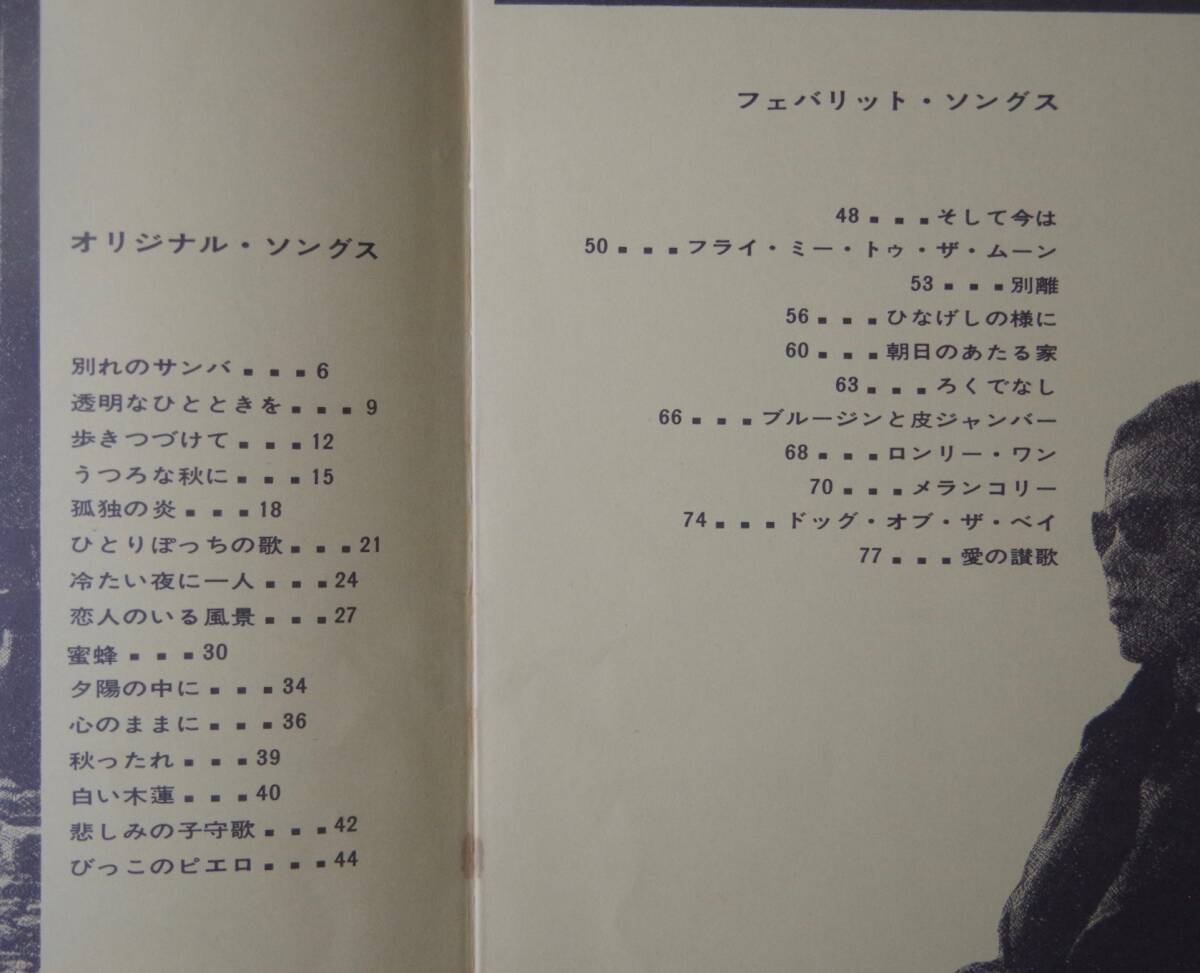 オリジナル・ソングス
別れのサンバ■■■6
透明なひとときを■■■9
歩きつづけて■■■12
うつろな秋に■■■15
孤独の炎■■■18
ひとりぽっちの歌■■■21
冷たい夜に一人■■■24
恋人のいる風景■■■27
蜜蜂■■■30
夕陽の中に■■■34
心のままに■■■36
秋ったれ■■■39
白い木蓮■■■40
悲しみの子守歌■■■42
びっこのピエロ■■■44
フェバリット・ソングス
48■■■そして今は
50■■■フライ・ミー・トゥ・ザ・ムーン
53■■■別離
56■■■ひなげしの様に
60■■■朝日のあたる家
63■■■ろくでなし
66■■■ブルージンと皮ジャンバー
68■■■ロンリー・ワン
70■■■メランコリー
74■■■ドッグ・オブ・ザ・ベイ
77■■■愛の讃歌